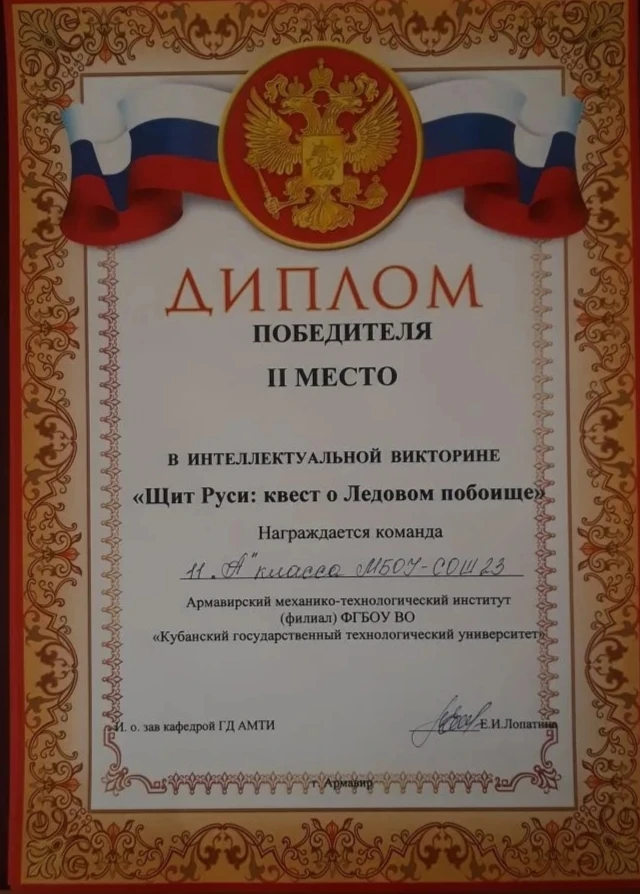 ДИПЛОМ
ПОБЕДИТЕЛЯ
II МЕСТО
В ИНТЕЛЛЕКТУАЛЬНОЙ ВИКТОРИНЕ
«Щит Руси: квест о Ледовом побоище»
Награждается команда
11 „А" класса МБОУ-СОШ 23
Армавирский механико-технологический институт
(филиал) ФГБОУ ВО
«Кубанский государственный технологический университет»
И. о. зав кафедрой ГД АМТИ Е.И.Лопатина
г. Армавир